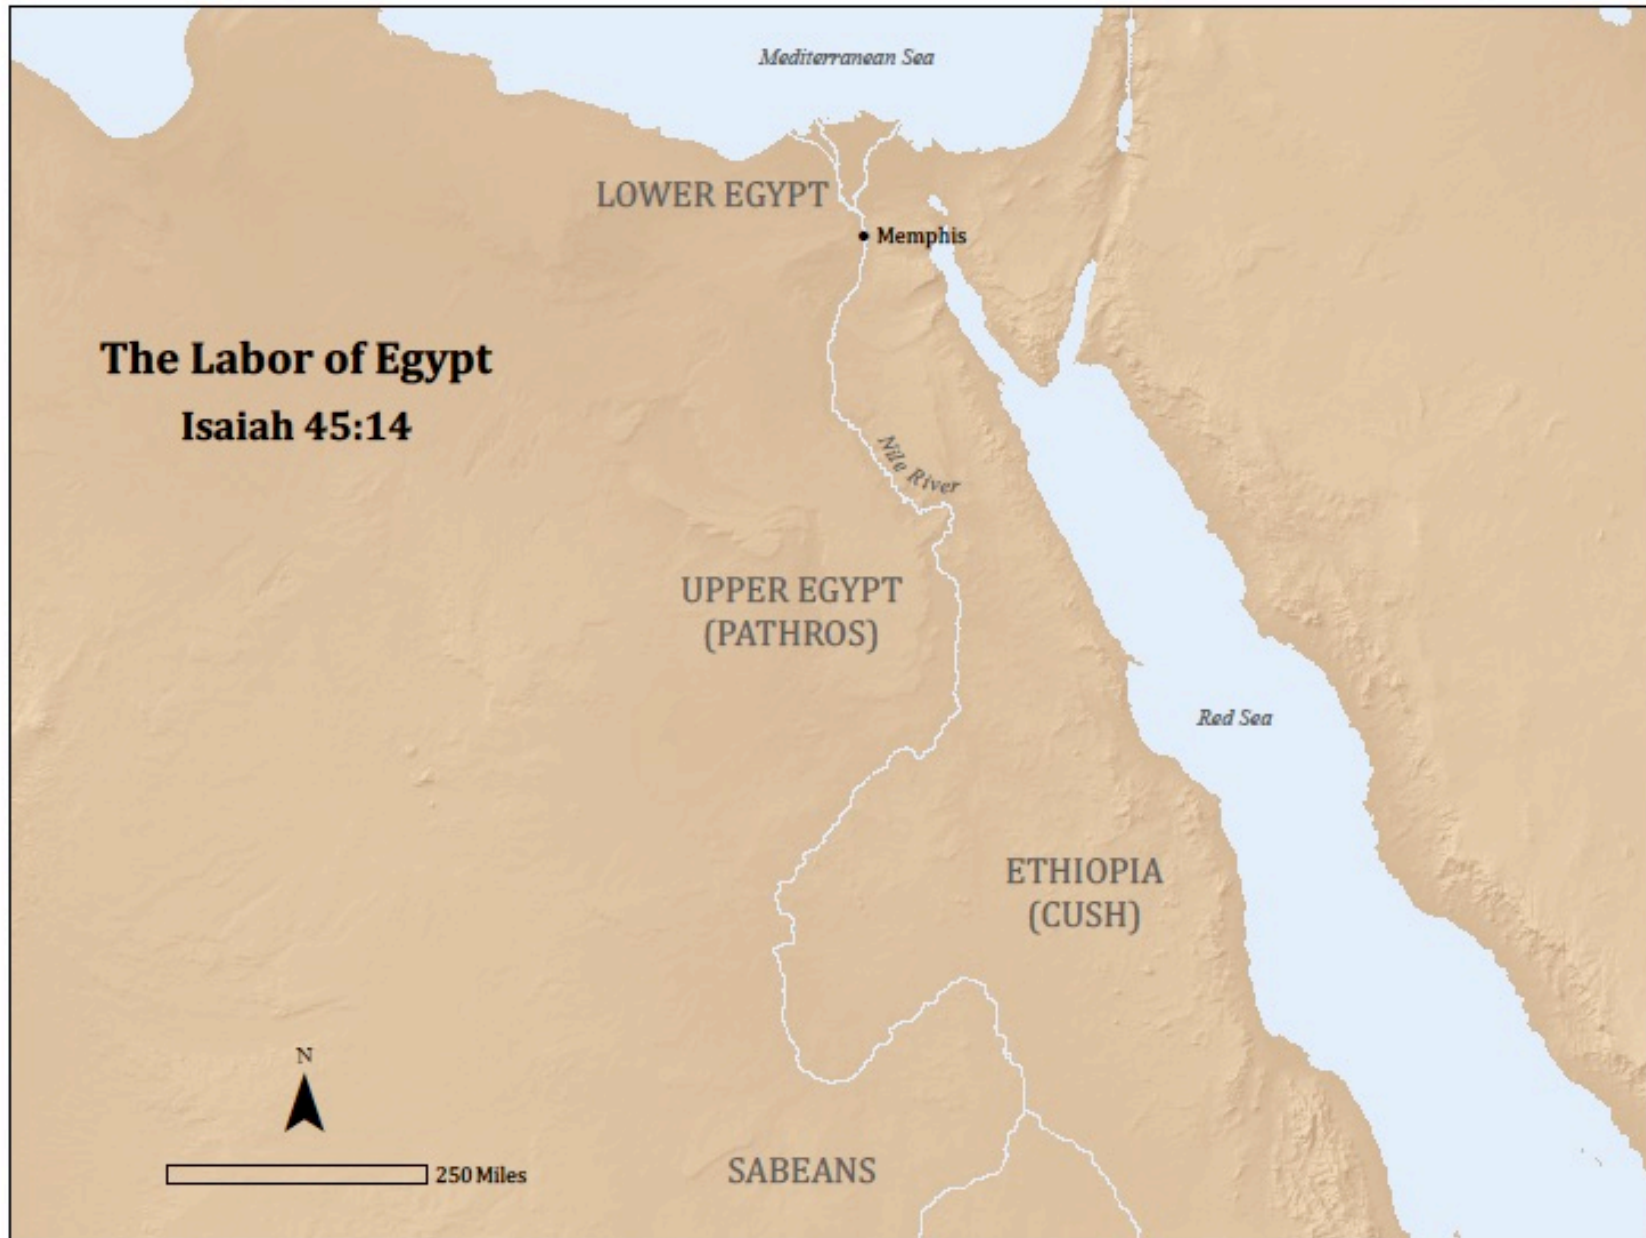 Mediterranean Sea
LOWER EGYPT
Memphis
The Labor of Egypt
Isaiah 45:14
Nile River
UPPER EGYPT
(PATHROS)
Red Sea
ETHIOPIA
(CUSH)
N
250 Miles
SABEANS